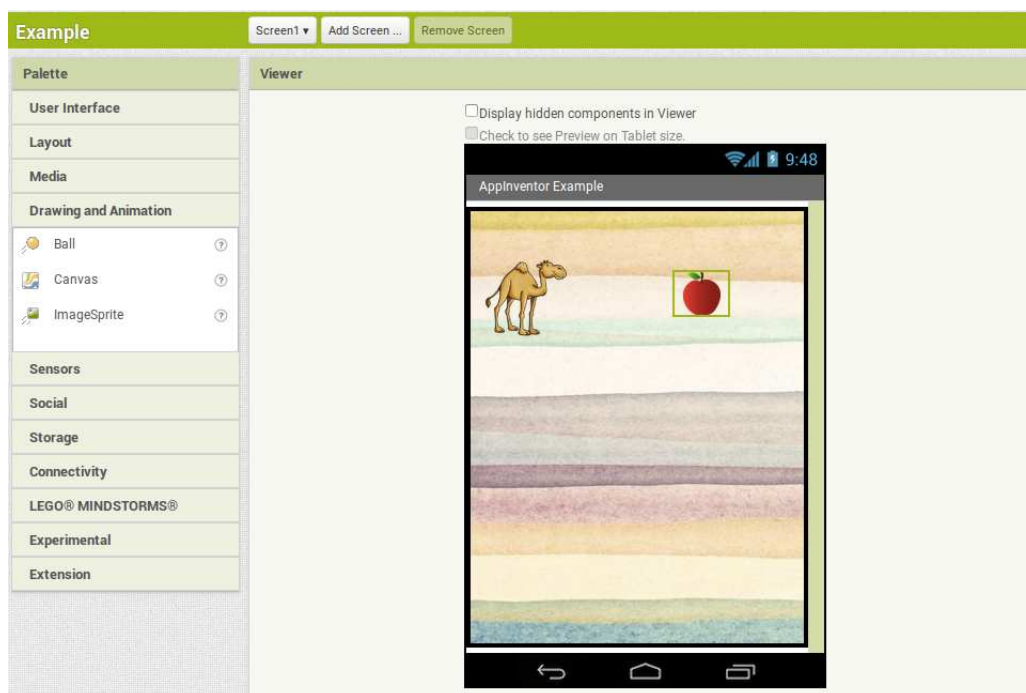 Example
Screen1 ▾ Add Screen ... Remove Screen
Palette
User Interface
Layout
Media
Drawing and Animation
Ball ?
Canvas ?
ImageSprite ?
Sensors
Social
Storage
Connectivity
LEGO® MINDSTORMS®
Experimental
Extension
Viewer
Display hidden components in Viewer
Check to see Preview on Tablet size.
9:48
AppInventor Example